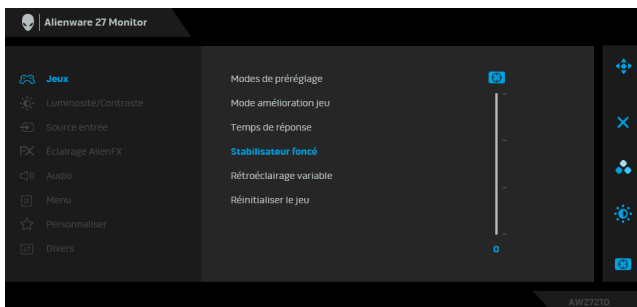 Alienware 27 Monitor
Jeux
Luminosité/Contraste
Source entrée
Éclairage AlienFX
Audio
Menu
Personnaliser
Divers
Modes de préréglage
Mode amélioration jeu
Temps de réponse
Stabilisateur foncé
Rétroéclairage variable
Réinitialiser le jeu
0
AW2721D